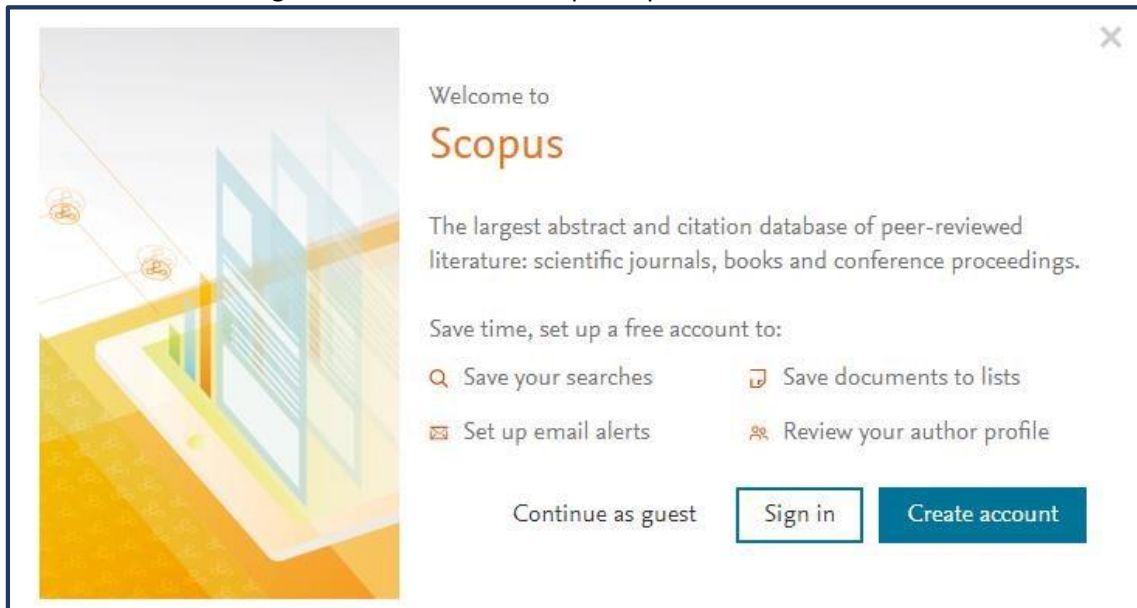 Welcome to
Scopus
The largest abstract and citation database of peer-reviewed
literature: scientific journals, books and conference proceedings.
Save time, set up a free account to:
Save your searches
Save documents to lists
Set up email alerts
Review your author profile
Continue as guest
Sign in
Create account